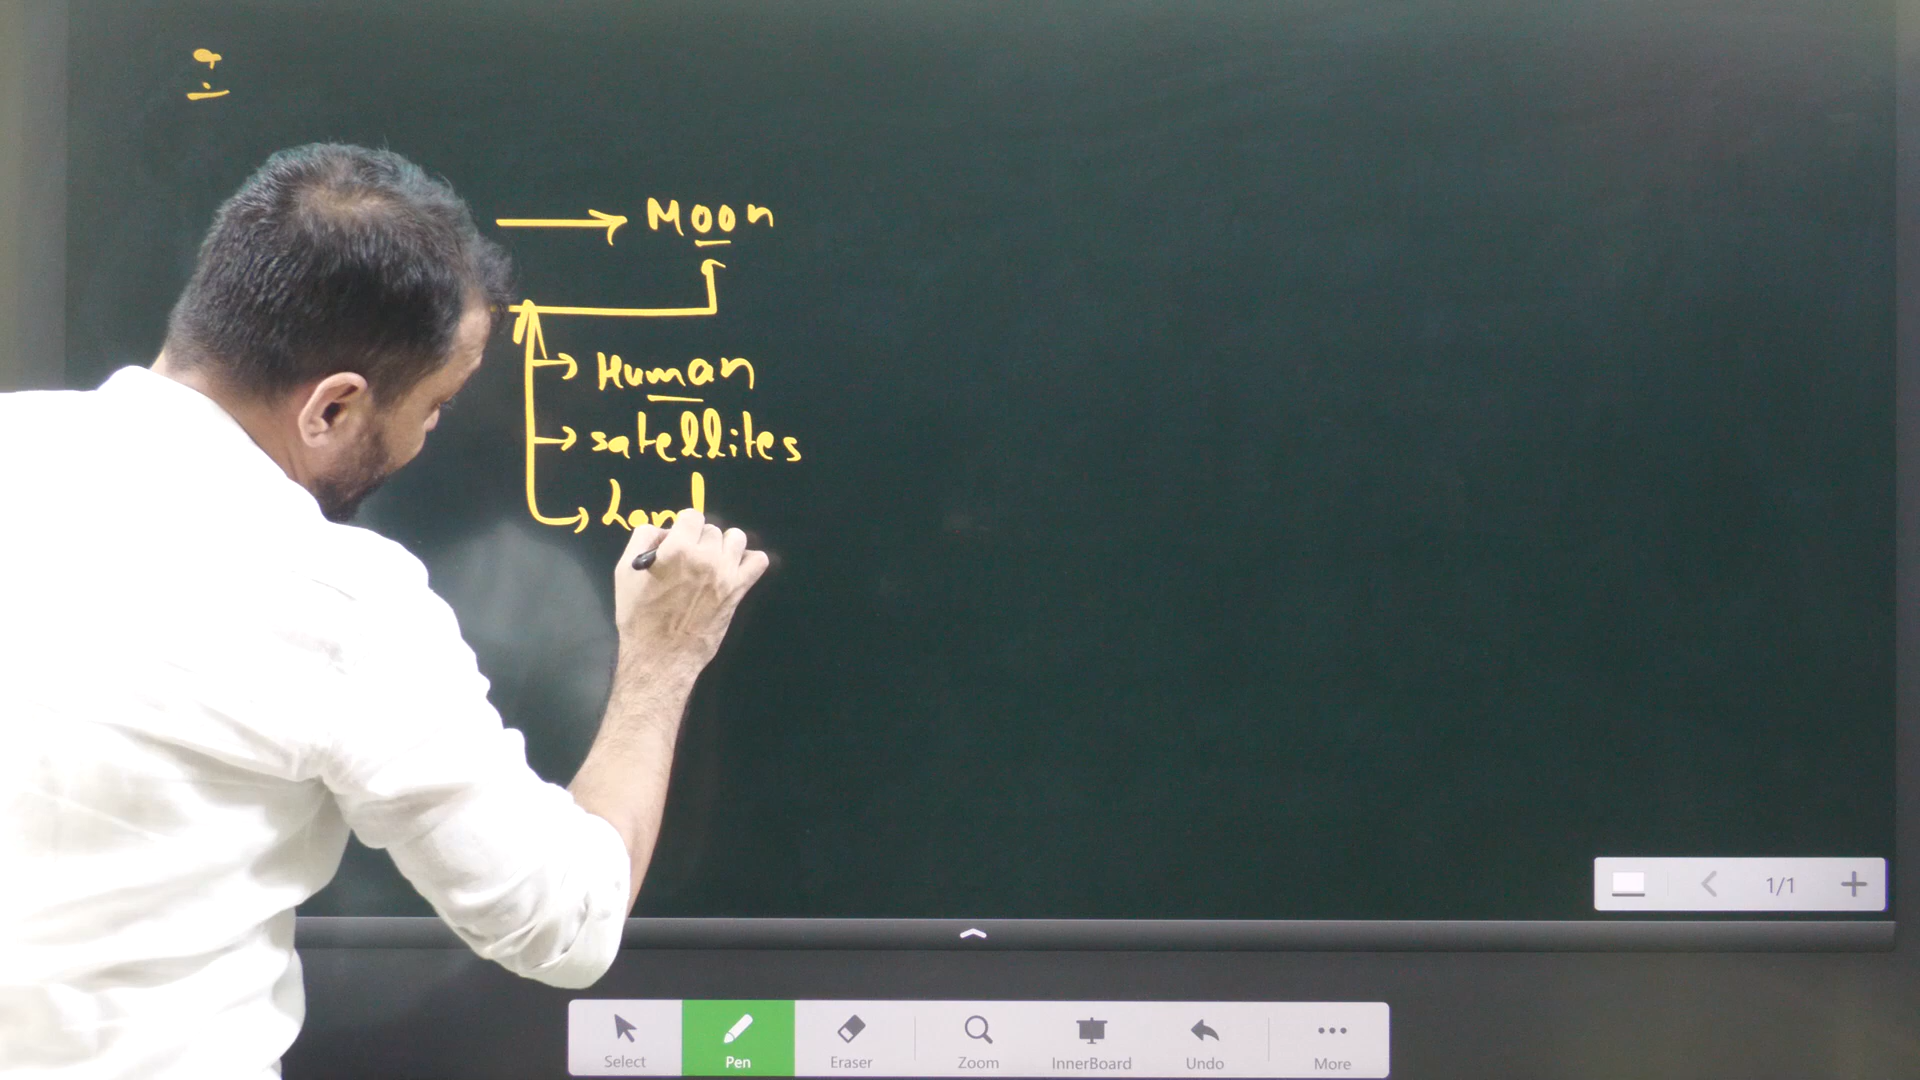 Moon
Human
satellites
1/1
Select Pen Eraser Zoom InnerBoard Undo More